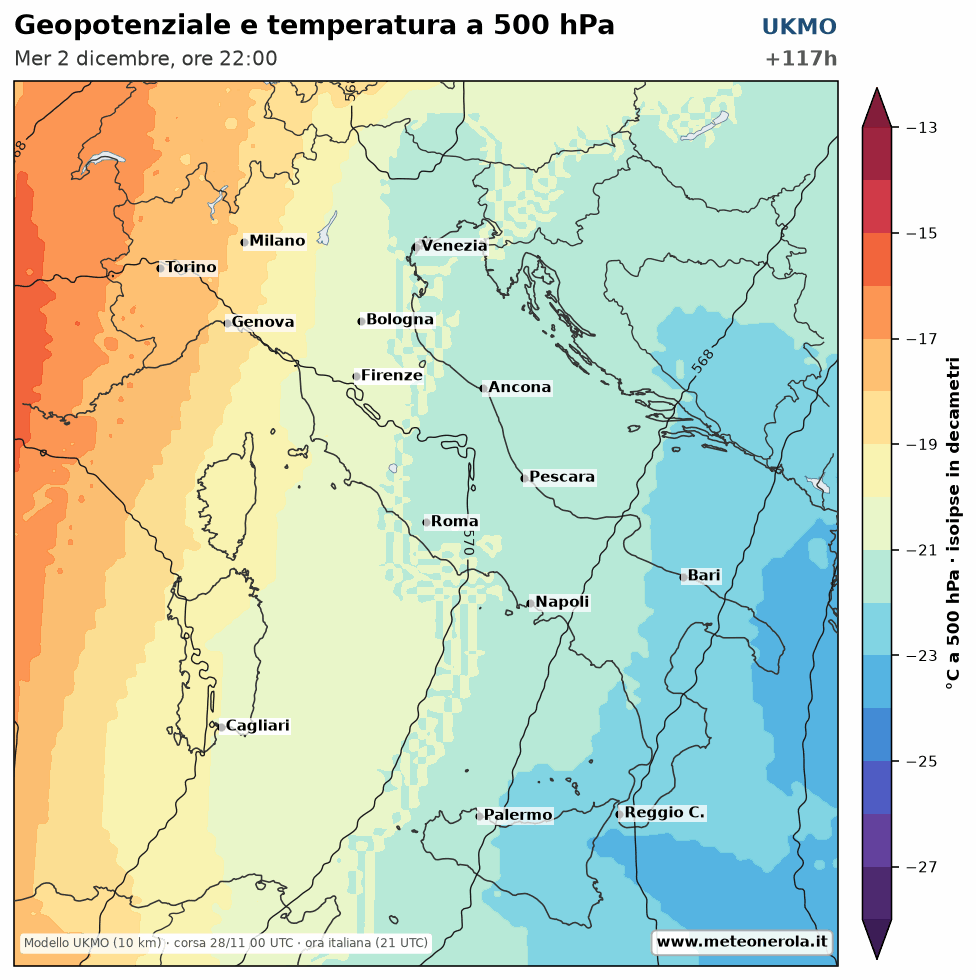 Geopotenziale e temperatura a 500 hPa
UKMO
Mer 2 dicembre, ore 22:00
+117h
568
Milano
Torino
Venezia
Genova
Bologna
Firenze
Ancona
568
Pescara
Roma
570
Bari
Napoli
Cagliari
Palermo
Reggio C.
−13
−15
−17
−19
−21
−23
−25
−27
°C a 500 hPa · isoipse in decametri
Modello UKMO (10 km) · corsa 28/11 00 UTC · ora italiana (21 UTC)
www.meteonerola.it